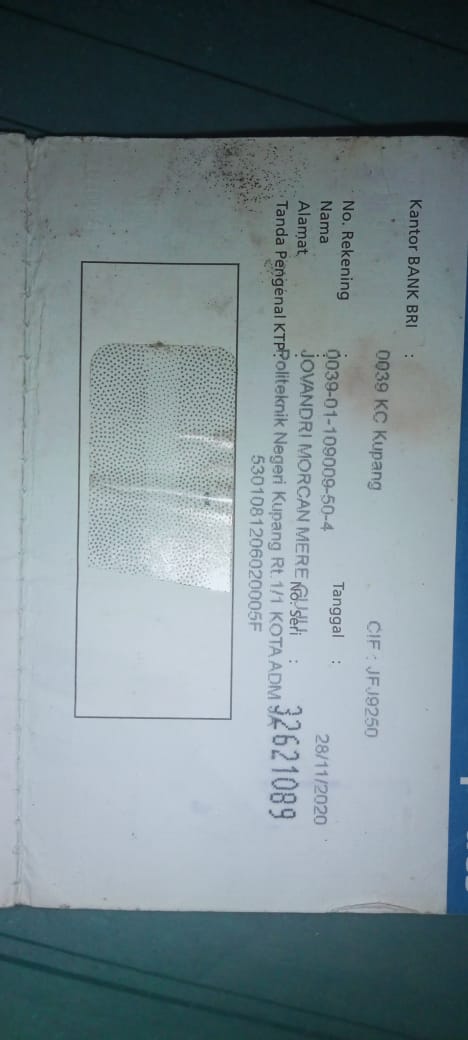 Kantor BANK BRI : 0039 KC Kupang CIF : JFJ9250
No. Rekening : 0039-01-109009-50-4 Tanggal : 28/11/2020
Nama : JOVANDRI MORCAN MERE No. Seri : 32621089
Alamat : Politeknik Negeri Kupang Rt.1/1 KOTA ADM
Tanda Pengenal KTP: 5301081206020005F